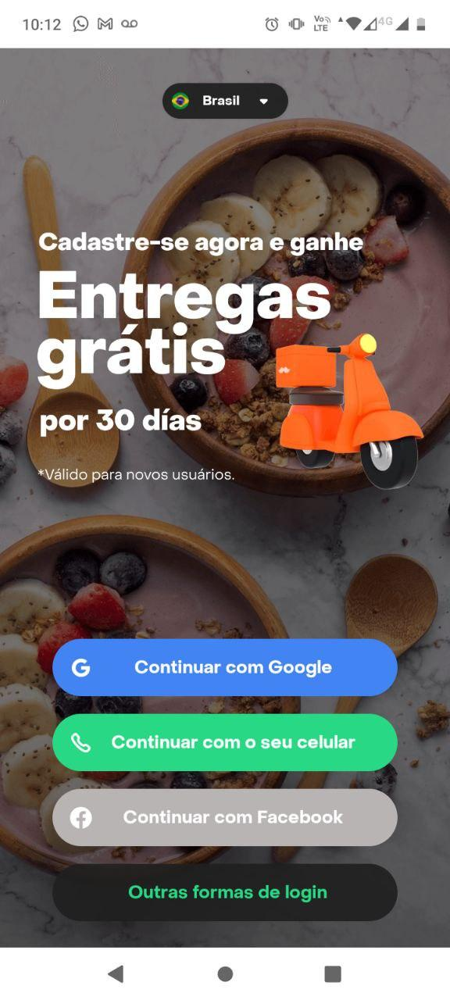 10:12
Vo
LTE
4G
Brasil
Cadastre-se agora e ganhe
Entregas
grátis
por 30 días
*Válido para novos usuários.
G Continuar com Google
Continuar com o seu celular
Continuar com Facebook
Outras formas de login